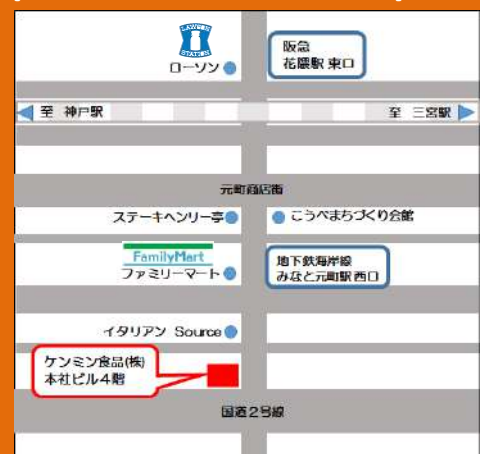 LAWSON
STATION
ローソン
阪急
花隈駅 東口
至 神戸駅
至 三宮駅
元町商店街
ステーキヘンリー亭
こうべまちづくり会館
FamilyMart
ファミリーマート
地下鉄海岸線
みなと元町駅 西口
イタリアン Source
ケンミン食品(株)
本社ビル4階
国道2号線